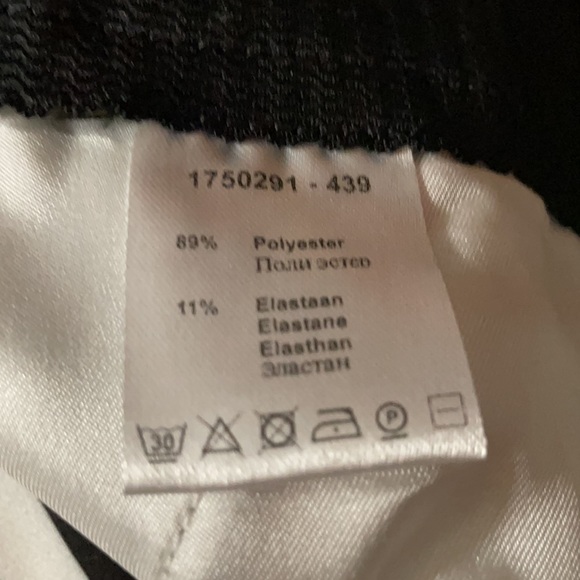 1750291 - 439
89% Polyester
Поли эстер
11% Elastaan
Elastane
Elasthan
Эластан
30 P